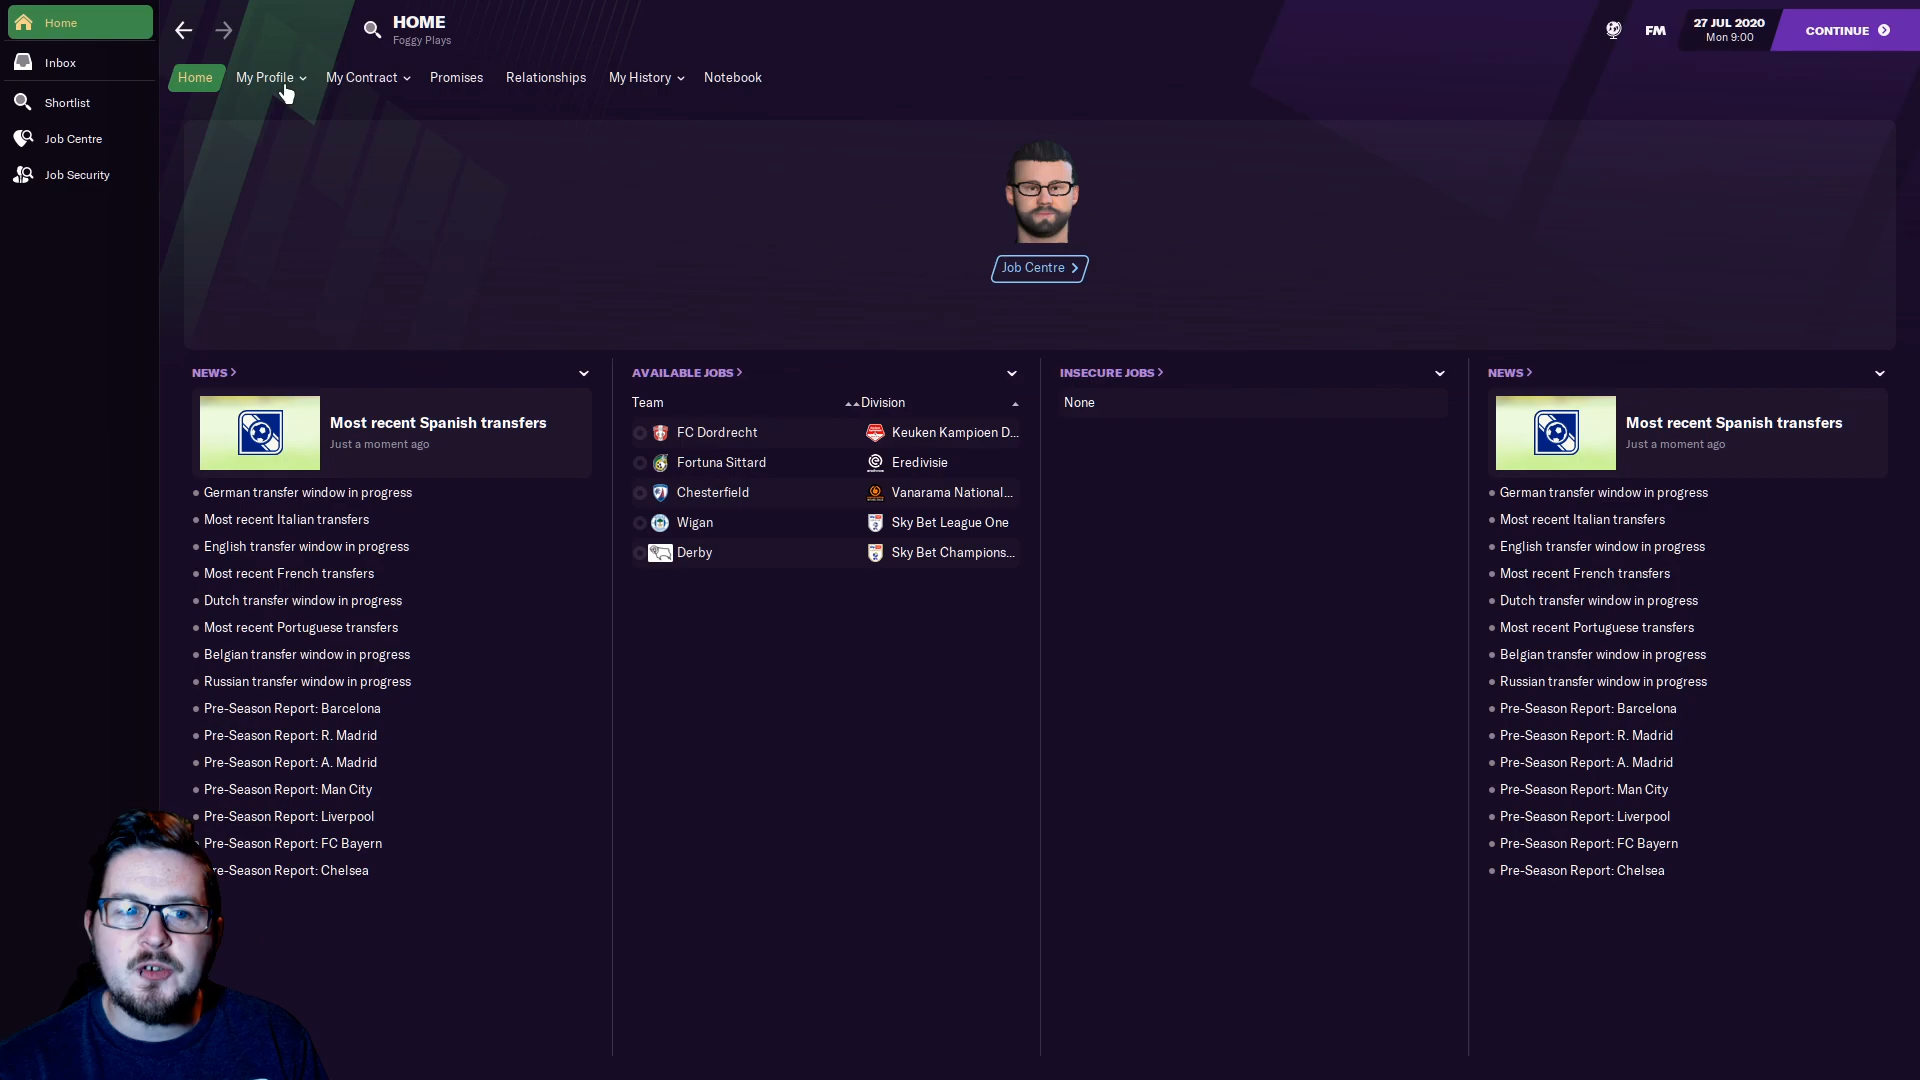 Home
Inbox
Shortlist
Job Centre
Job Security
HOME
Foggy Plays
FM
27 JUL 2020
Mon 9:00
CONTINUE
Home
My Profile
My Contract
Promises
Relationships
My History
Notebook
Job Centre
NEWS
Most recent Spanish transfers
Just a moment ago
German transfer window in progress
Most recent Italian transfers
English transfer window in progress
Most recent French transfers
Dutch transfer window in progress
Most recent Portuguese transfers
Belgian transfer window in progress
Russian transfer window in progress
Pre-Season Report: Barcelona
Pre-Season Report: R. Madrid
Pre-Season Report: A. Madrid
Pre-Season Report: Man City
Pre-Season Report: Liverpool
Pre-Season Report: FC Bayern
re-Season Report: Chelsea
AVAILABLE JOBS
Team Division
FC Dordrecht Keuken Kampioen D...
Fortuna Sittard Eredivisie
Chesterfield Vanarama National...
Wigan Sky Bet League One
Derby Sky Bet Champions...
INSECURE JOBS
None
NEWS
Most recent Spanish transfers
Just a moment ago
German transfer window in progress
Most recent Italian transfers
English transfer window in progress
Most recent French transfers
Dutch transfer window in progress
Most recent Portuguese transfers
Belgian transfer window in progress
Russian transfer window in progress
Pre-Season Report: Barcelona
Pre-Season Report: R. Madrid
Pre-Season Report: A. Madrid
Pre-Season Report: Man City
Pre-Season Report: Liverpool
Pre-Season Report: FC Bayern
Pre-Season Report: Chelsea